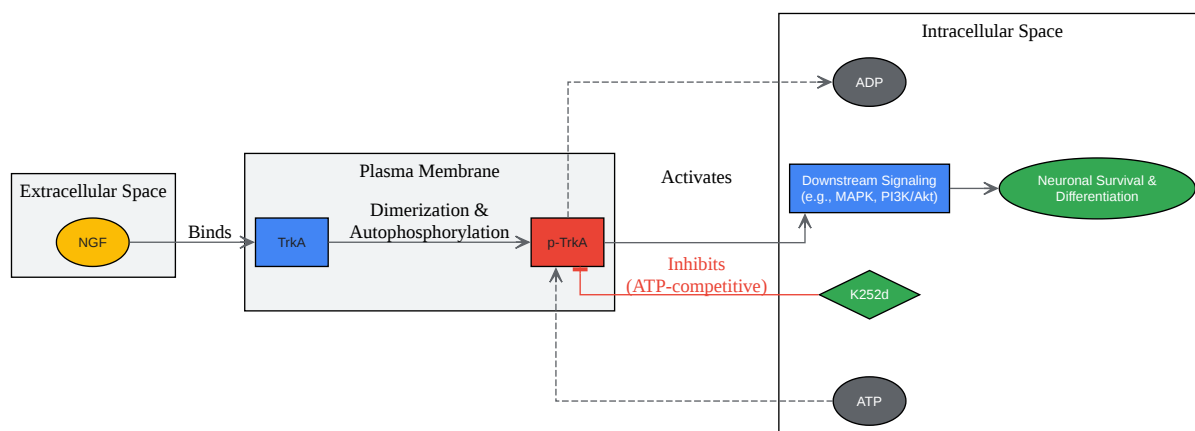 Intracellular Space
ADP
Plasma Membrane
Activates
Downstream Signaling
(e.g., MAPK, PI3K/Akt)
Neuronal Survival &
Differentiation
Extracellular Space
NGF
Binds
TrkA
Dimerization &
Autophosphorylation
p-TrkA
Inhibits
(ATP-competitive)
K252d
ATP